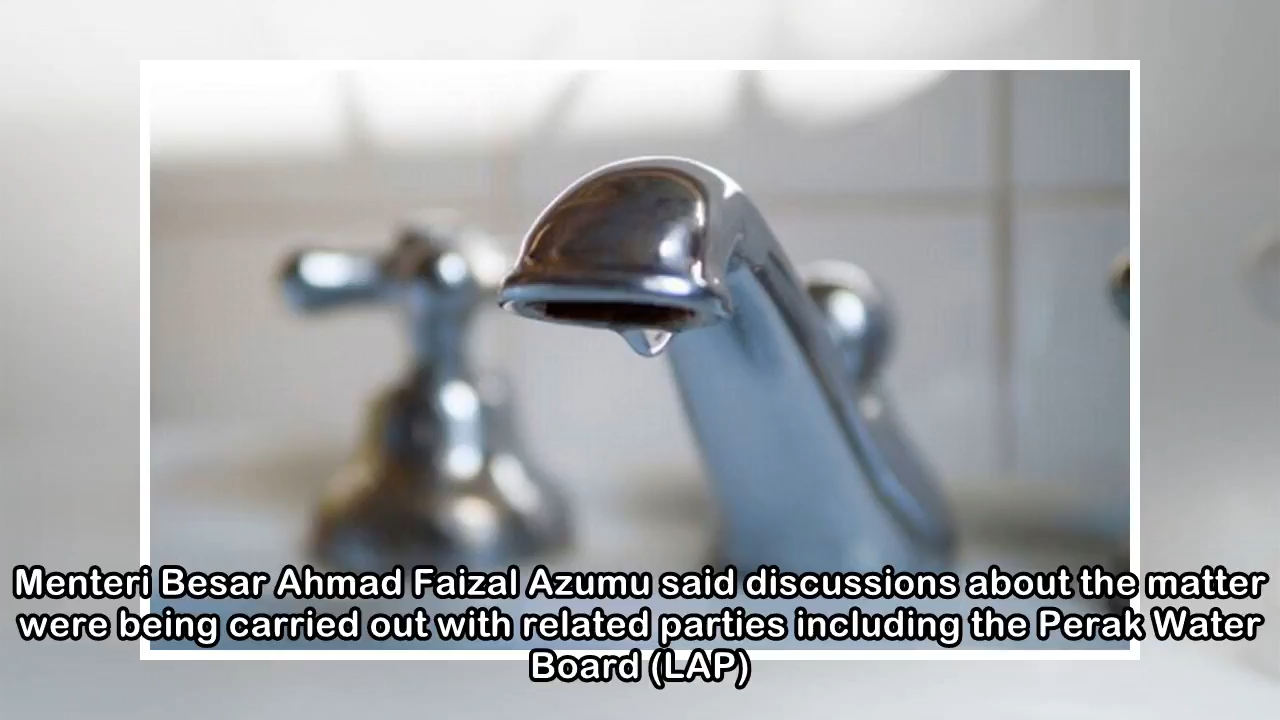 Menteri Besar Ahmad Faizal Azumu said discussions about the matter
were being carried out with related parties including the Perak Water
Board (LAP)